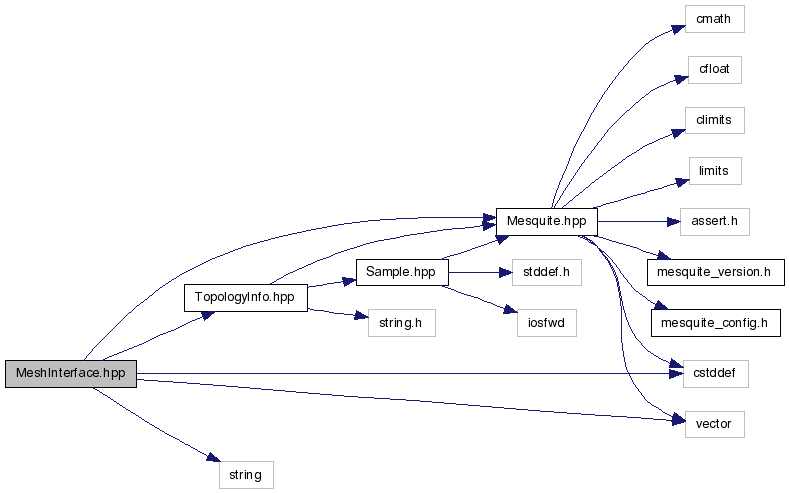 cmath
cfloat
climits
limits
Mesquite.hpp
assert.h
Sample.hpp
stddef.h
mesquite_version.h
TopologyInfo.hpp
string.h
iosfwd
mesquite_config.h
MeshInterface.hpp
cstddef
vector
string